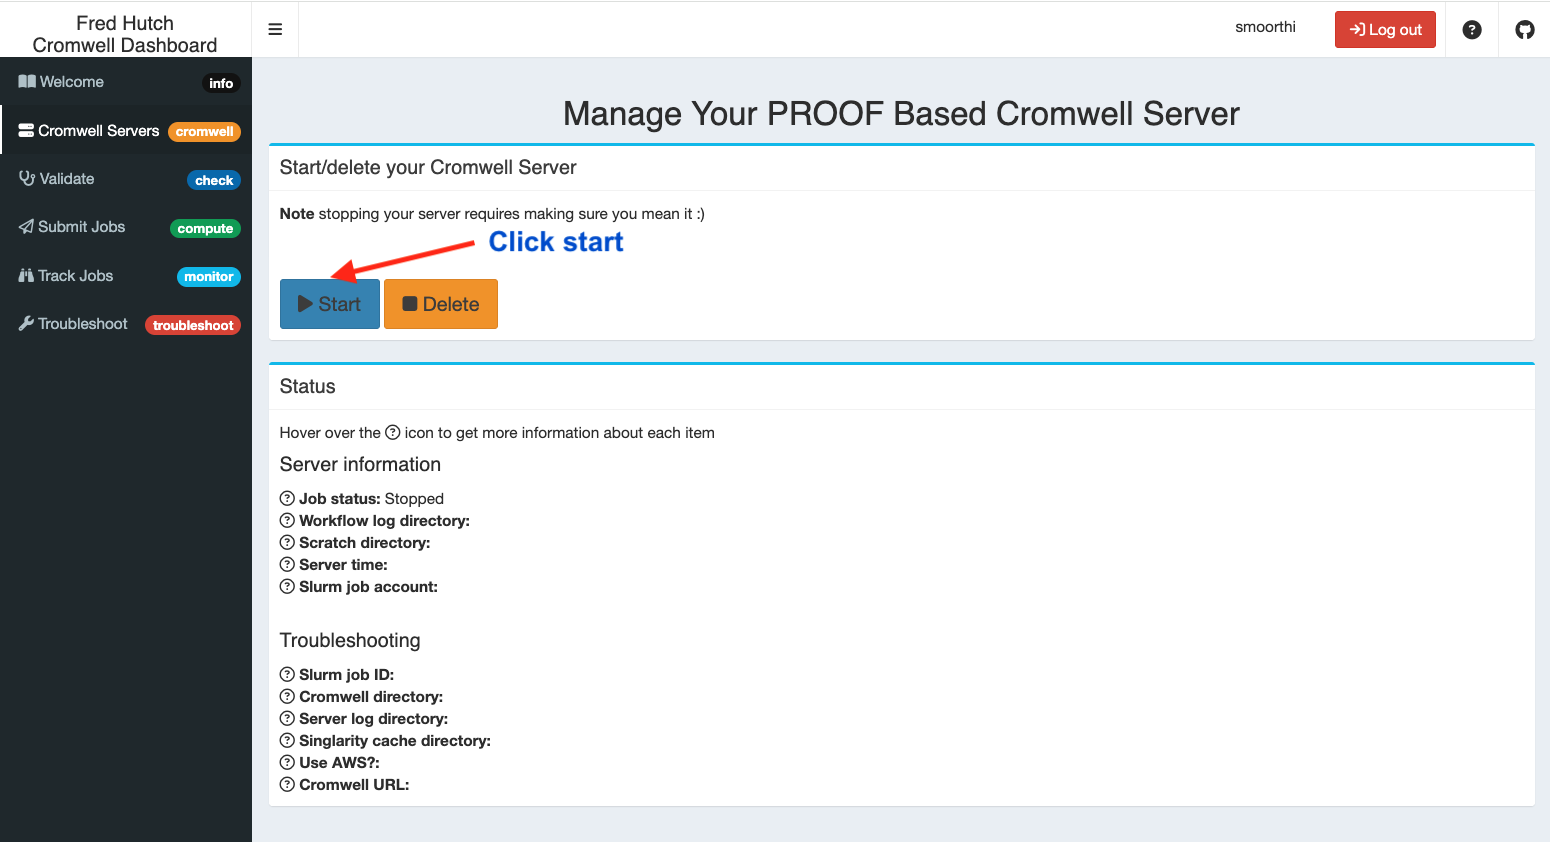 Fred Hutch
Cromwell Dashboard
smoorthi
Log out
Welcome info
Cromwell Servers cromwell
Validate check
Submit Jobs compute
Track Jobs monitor
Troubleshoot troubleshoot
Manage Your PROOF Based Cromwell Server
Start/delete your Cromwell Server
Note stopping your server requires making sure you mean it :)
Click start
Start Delete
Status
Hover over the ? icon to get more information about each item
Server information
? Job status: Stopped
? Workflow log directory:
? Scratch directory:
? Server time:
? Slurm job account:
Troubleshooting
? Slurm job ID:
? Cromwell directory:
? Server log directory:
? Singlarity cache directory:
? Use AWS?:
? Cromwell URL: